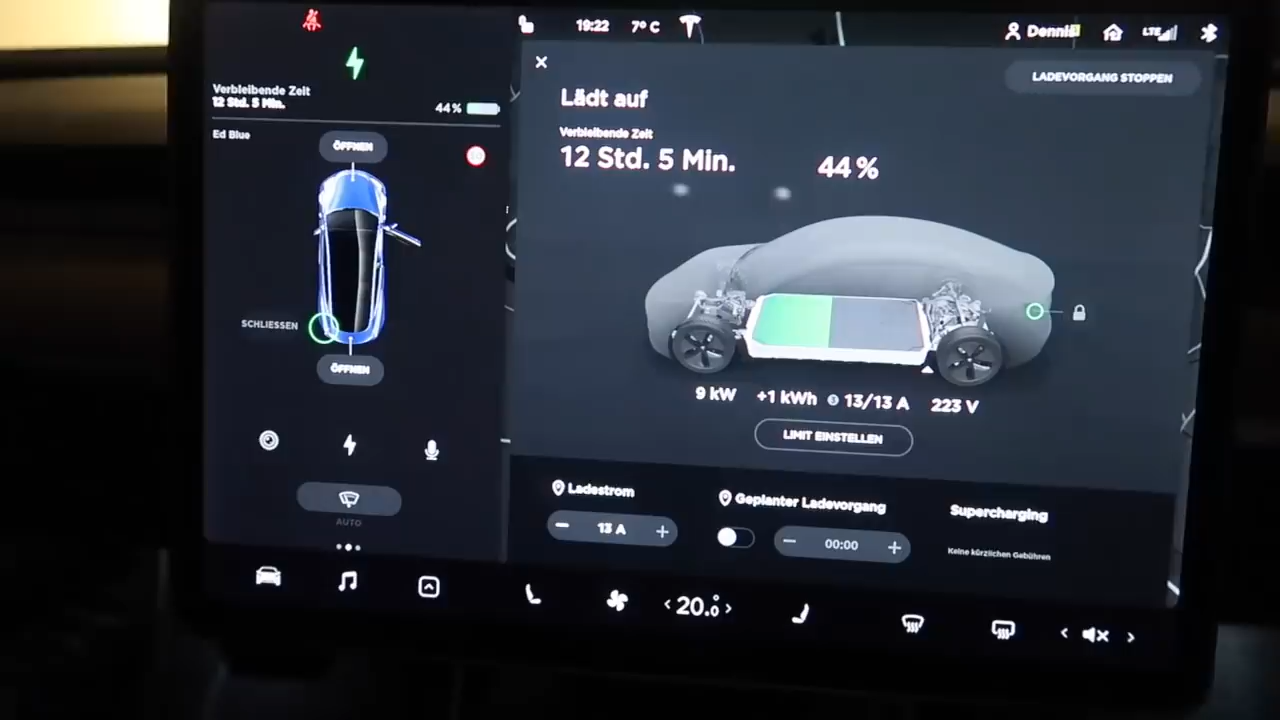 19:22
7° C
Dennis
LTE
Verbleibende Zeit
12 Std. 5 Min.
44 %
Ed Blue
ÖFFNEN
SCHLIESSEN
ÖFFNEN
AUTO
LADEVORGANG STOPPEN
Lädt auf
Verbleibende Zeit
12 Std. 5 Min.
44 %
9 kW +1 kWh 13/13 A 223 V
LIMIT EINSTELLEN
Ladestrom
13 A
Geplanter Ladevorgang
00:00
Supercharging
Keine kürzlichen Gebühren
20.0°